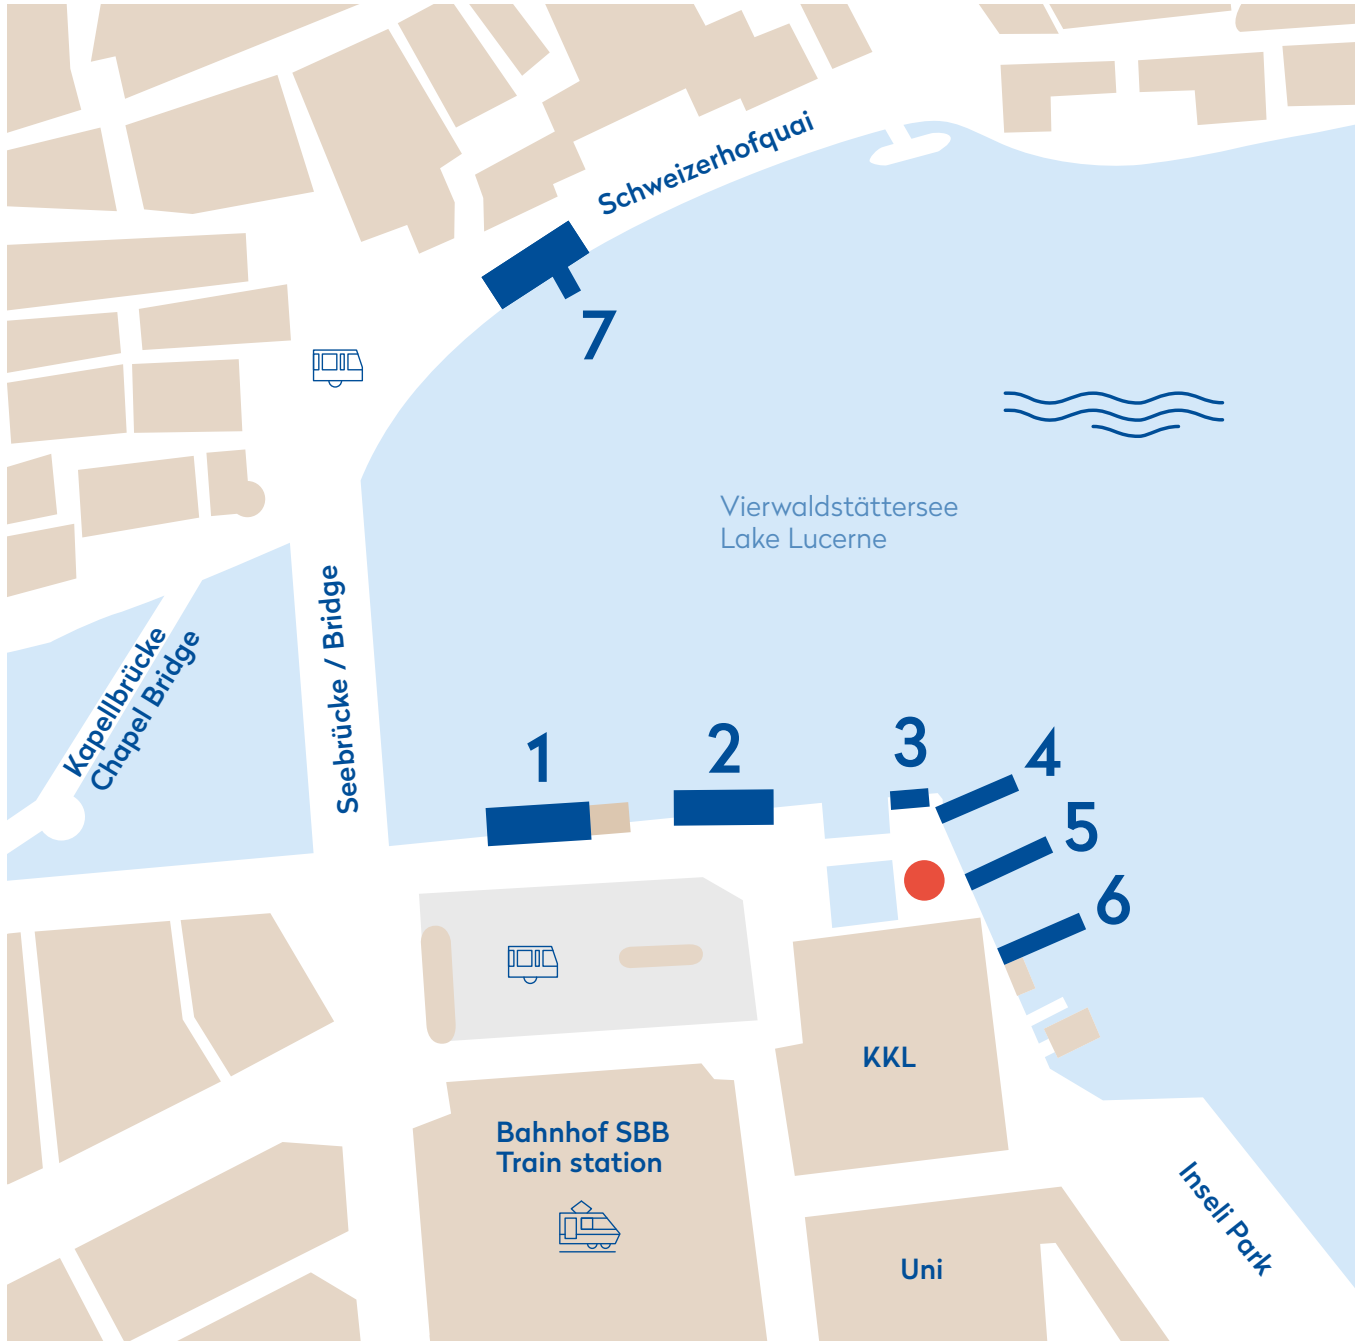 Schweizerhofquai
7
Vierwaldstättersee
Lake Lucerne
Kapellbrücke
Chapel Bridge
Seebrücke / Bridge
1
2
3
4
5
6
KKL
Bahnhof SBB
Train station
Inseli Park
Uni